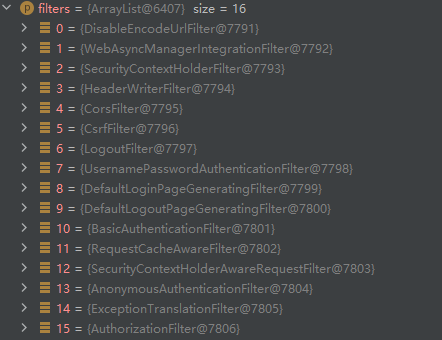 p filters = {ArrayList@6407} size = 16
0 = {DisableEncodeUrlFilter@7791}
1 = {WebAsyncManagerIntegrationFilter@7792}
2 = {SecurityContextHolderFilter@7793}
3 = {HeaderWriterFilter@7794}
4 = {CorsFilter@7795}
5 = {CsrfFilter@7796}
6 = {LogoutFilter@7797}
7 = {UsernamePasswordAuthenticationFilter@7798}
8 = {DefaultLoginPageGeneratingFilter@7799}
9 = {DefaultLogoutPageGeneratingFilter@7800}
10 = {BasicAuthenticationFilter@7801}
11 = {RequestCacheAwareFilter@7802}
12 = {SecurityContextHolderAwareRequestFilter@7803}
13 = {AnonymousAuthenticationFilter@7804}
14 = {ExceptionTranslationFilter@7805}
15 = {AuthorizationFilter@7806}